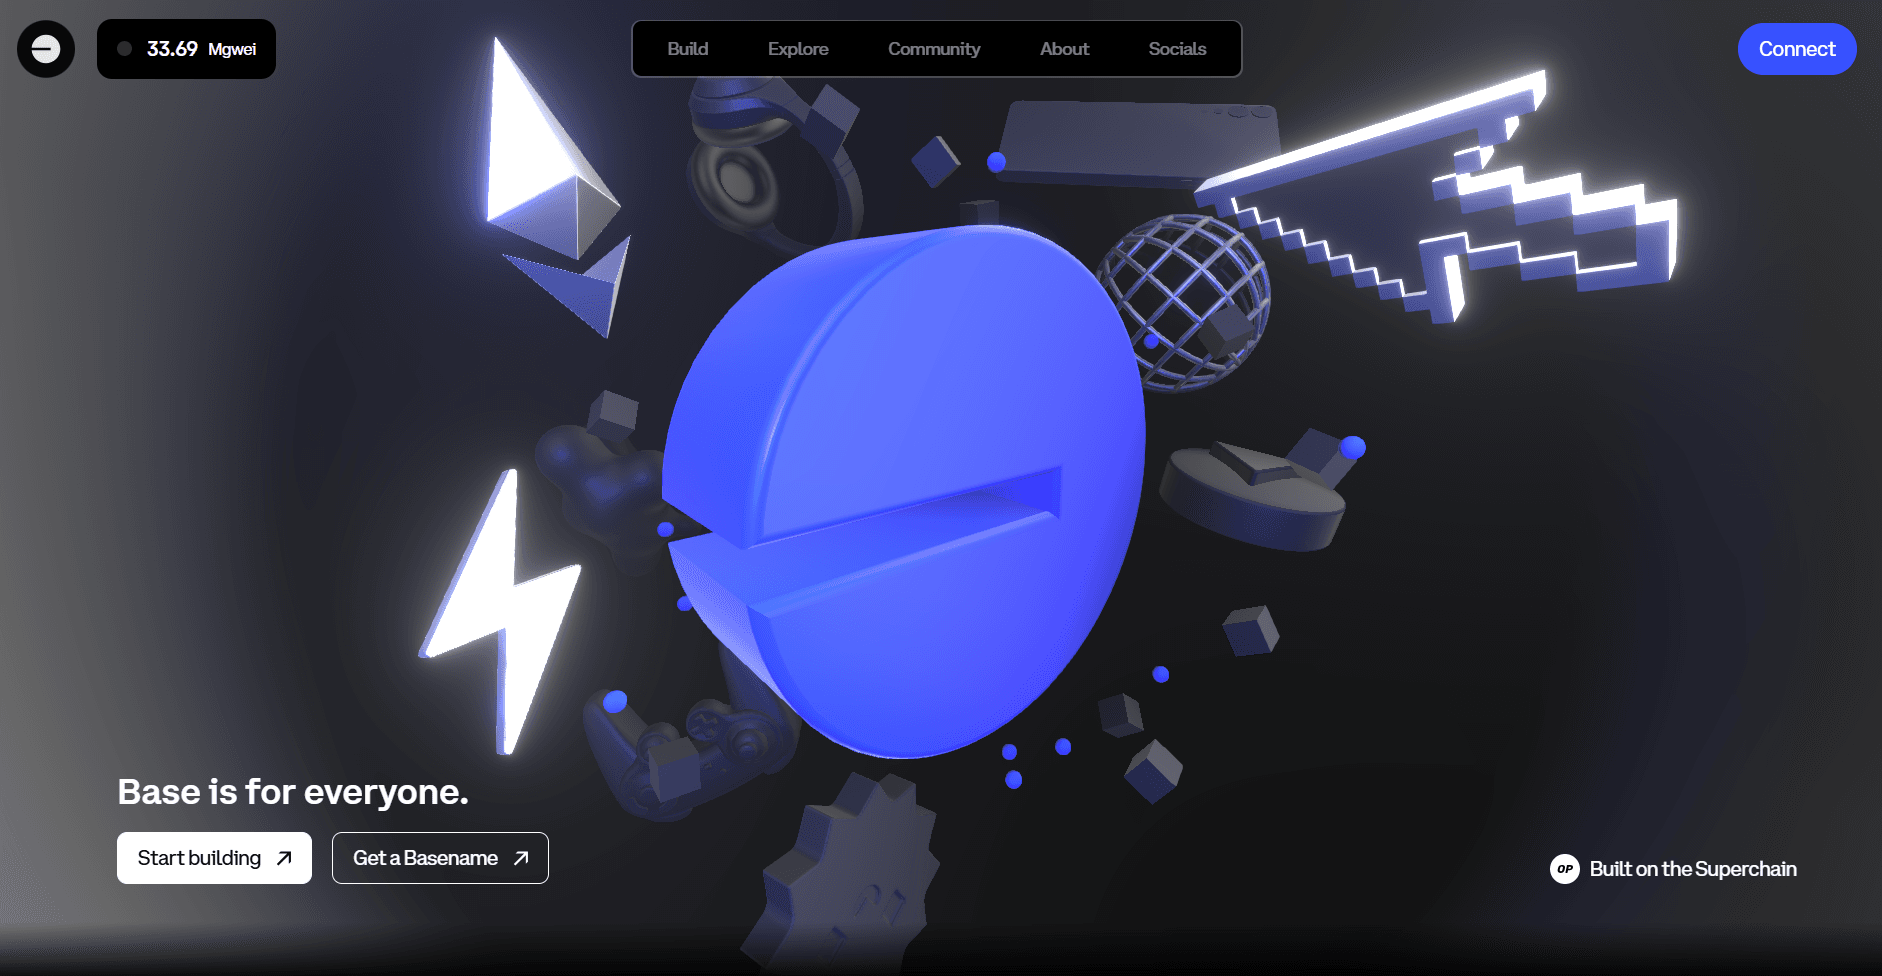 33.69 Mgwei
Build Explore Community About Socials
Connect
Base is for everyone.
Start building
Get a Basename
OP
Built on the Superchain